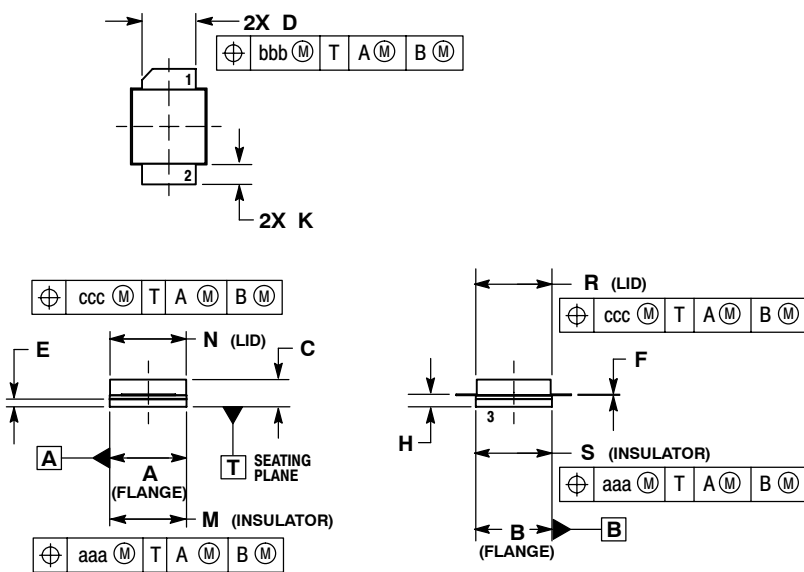 2X D
⌖ bbb Ⓜ T A Ⓜ B Ⓜ
1
2
2X K
⌖ ccc Ⓜ T A Ⓜ B Ⓜ
R (LID)
⌖ ccc Ⓜ T A Ⓜ B Ⓜ
E
N (LID)
C
F
3
H
A
A
(FLANGE)
T SEATING
PLANE
S (INSULATOR)
M (INSULATOR)
⌖ aaa Ⓜ T A Ⓜ B Ⓜ
B
(FLANGE)
B
⌖ aaa Ⓜ T A Ⓜ B Ⓜ